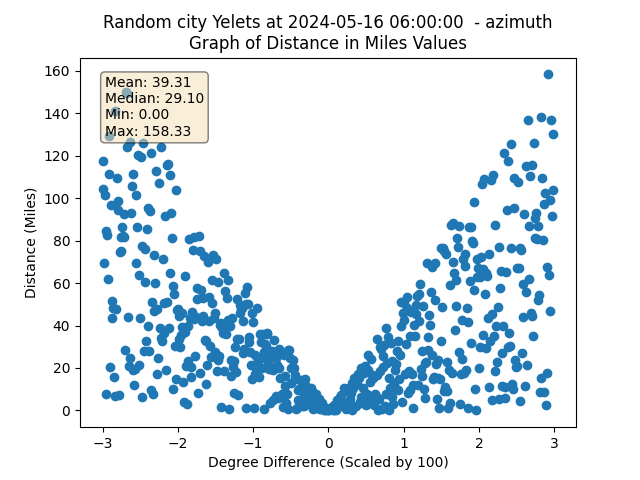 Random city Yelets at 2024-05-16 06:00:00 - azimuth
Graph of Distance in Miles Values
Mean: 39.31
Median: 29.10
Min: 0.00
Max: 158.33
160
140
120
100
80
60
40
20
0
Distance (Miles)
−3 −2 −1 0 1 2 3
Degree Difference (Scaled by 100)